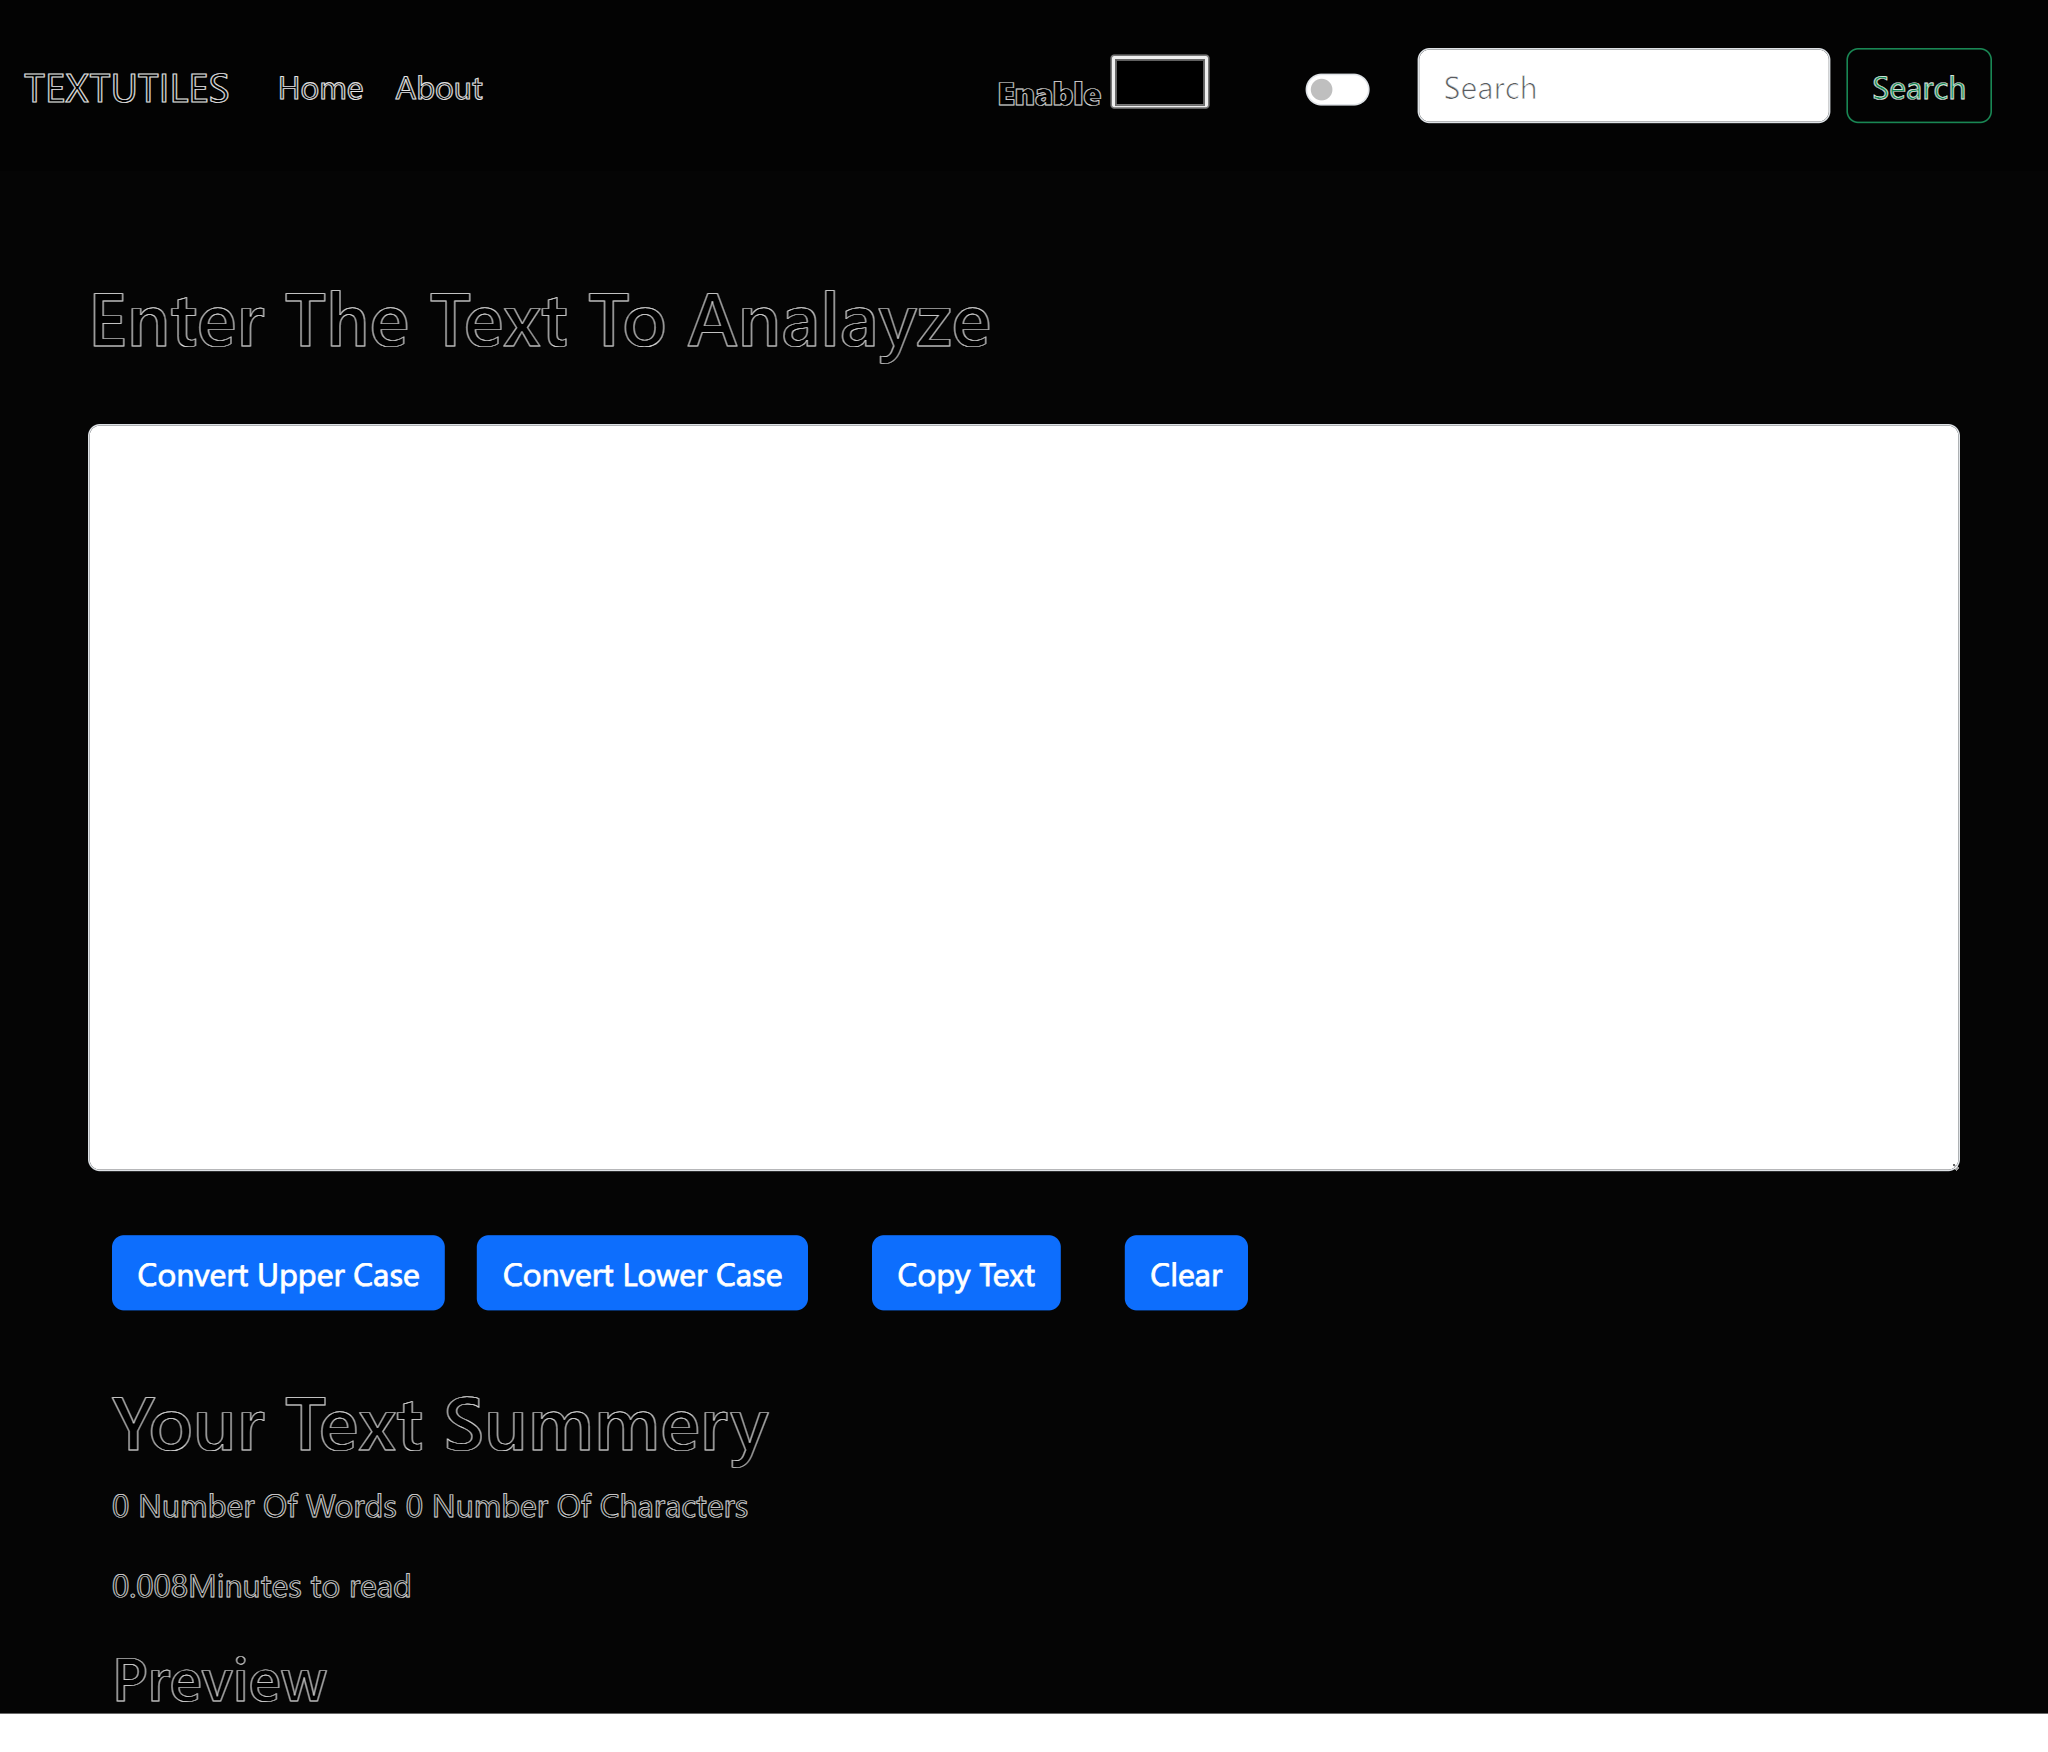 TEXTUTILES Home About Enable Search Search
Enter The Text To Analayze
Convert Upper Case Convert Lower Case Copy Text Clear
Your Text Summery
0 Number Of Words 0 Number Of Characters
0.008Minutes to read
Preview